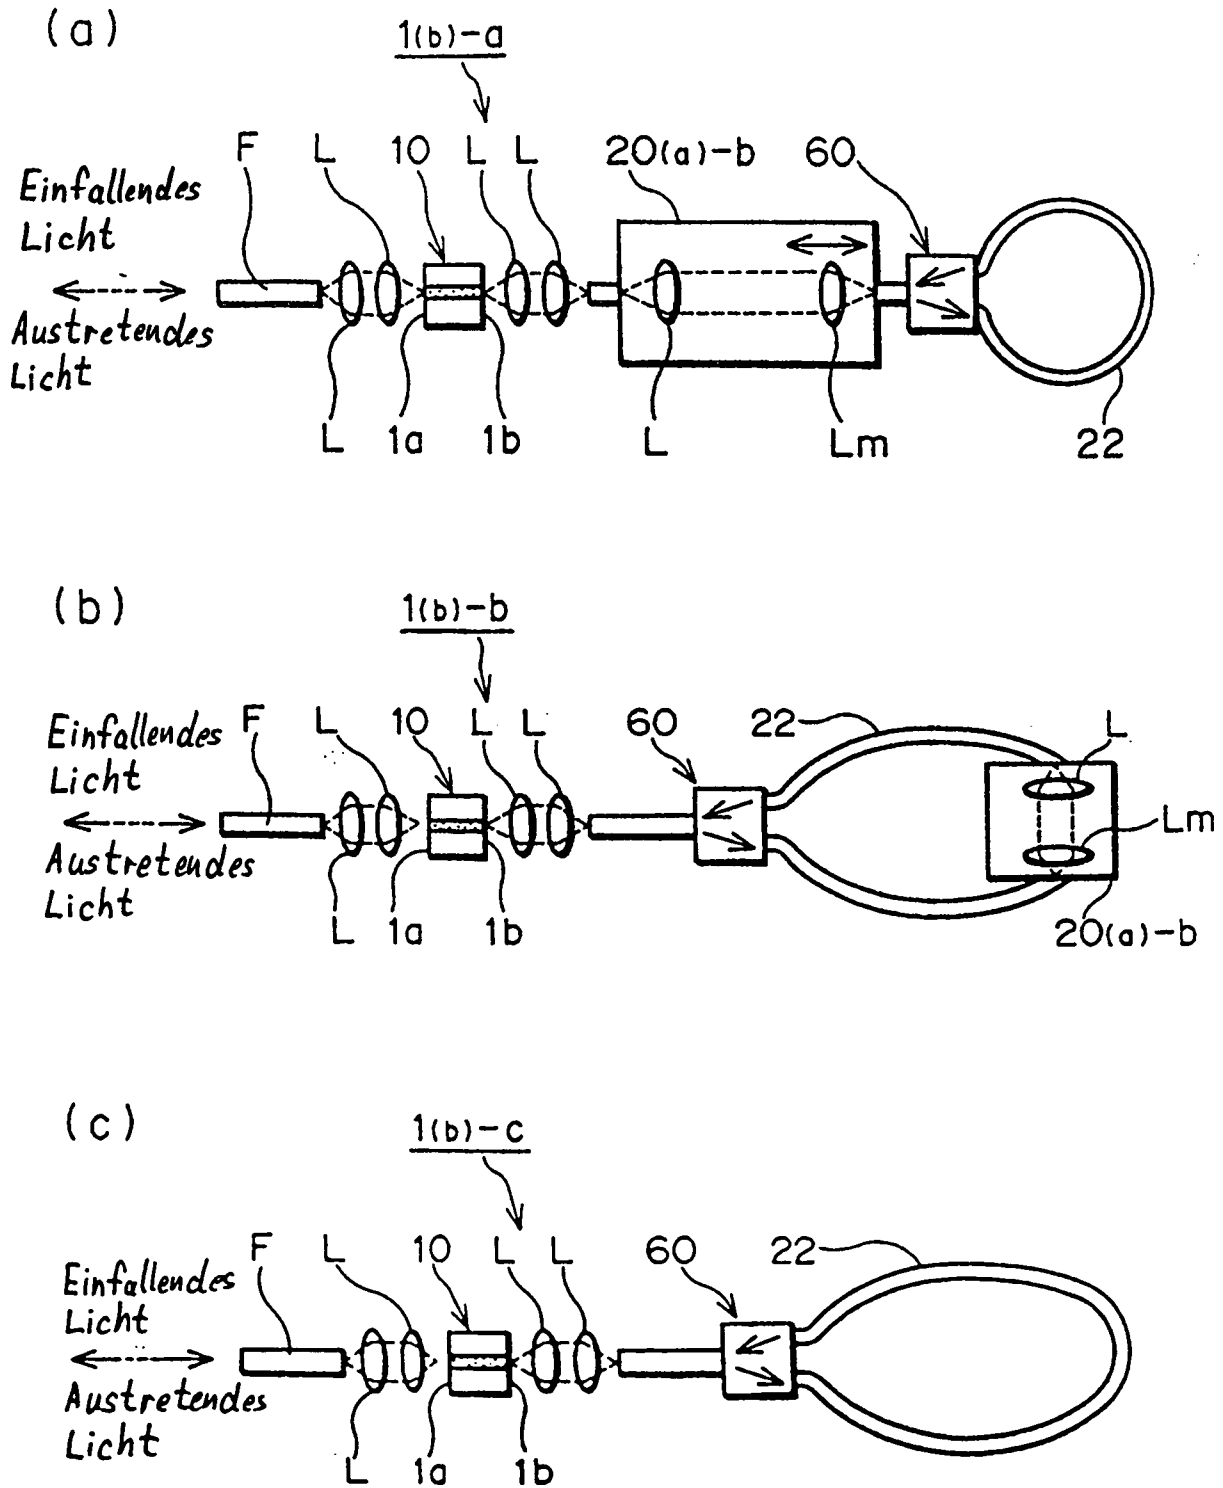 (a)
1(b)-a
F L 10 L L 20(a)-b 60
Einfallendes
Licht
Austretendes
Licht
L 1a 1b L Lm 22
(b)
1(b)-b
F L 10 L L 60 22 L
Einfallendes
Licht
Lm
Austretendes
Licht
L 1a 1b 20(a)-b
(c)
1(b)-c
F L 10 L L 60 22
Einfallendes
Licht
Austretendes
Licht
L 1a 1b